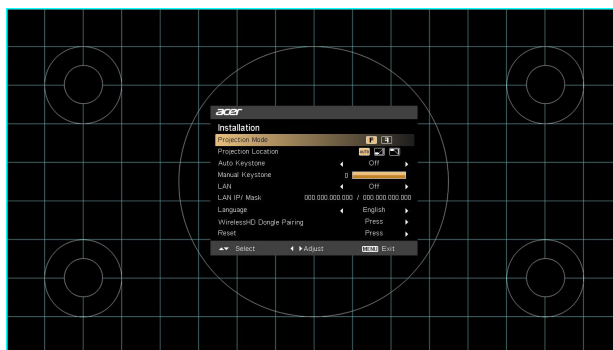 acer
Installation
Projection Mode F
Projection Location AUTO
Auto Keystone Off
Manual Keystone 0
LAN Off
LAN IP/ Mask 000.000.000.000 / 000.000.000.000
Language English
WirelessHD Dongle Pairing Press
Reset Press
Select Adjust MENU Exit